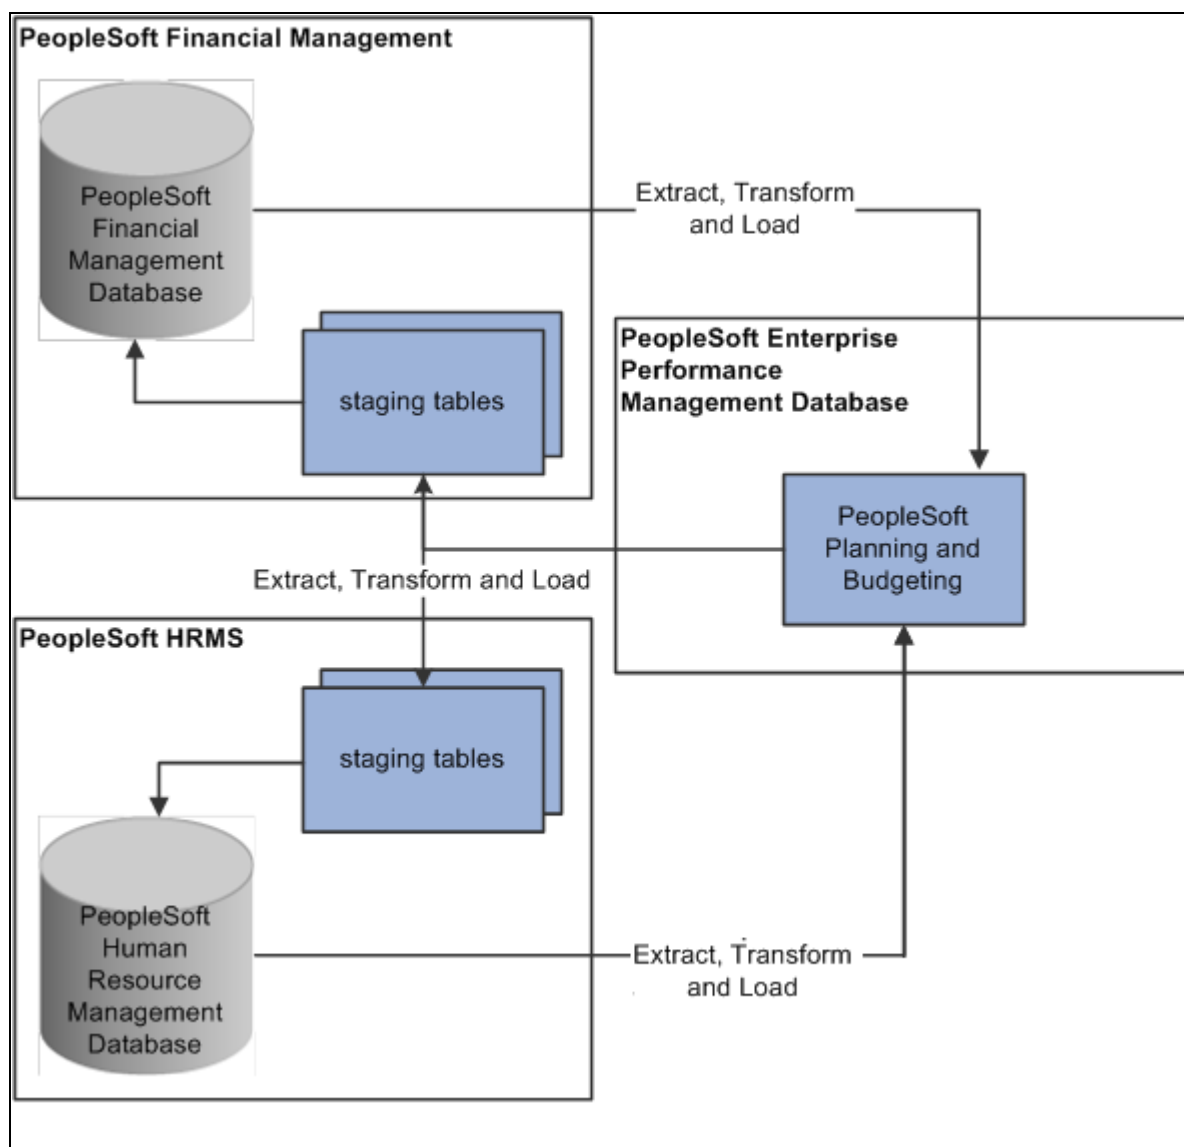 PeopleSoft Financial Management
PeopleSoft
Financial
Management
Database
Extract, Transform
and Load
staging tables
PeopleSoft Enterprise
Performance
Management Database
PeopleSoft
Planning and
Budgeting
Extract, Transform and Load
PeopleSoft HRMS
staging tables
PeopleSoft
Human
Resource
Management
Database
Extract, Transform
and Load